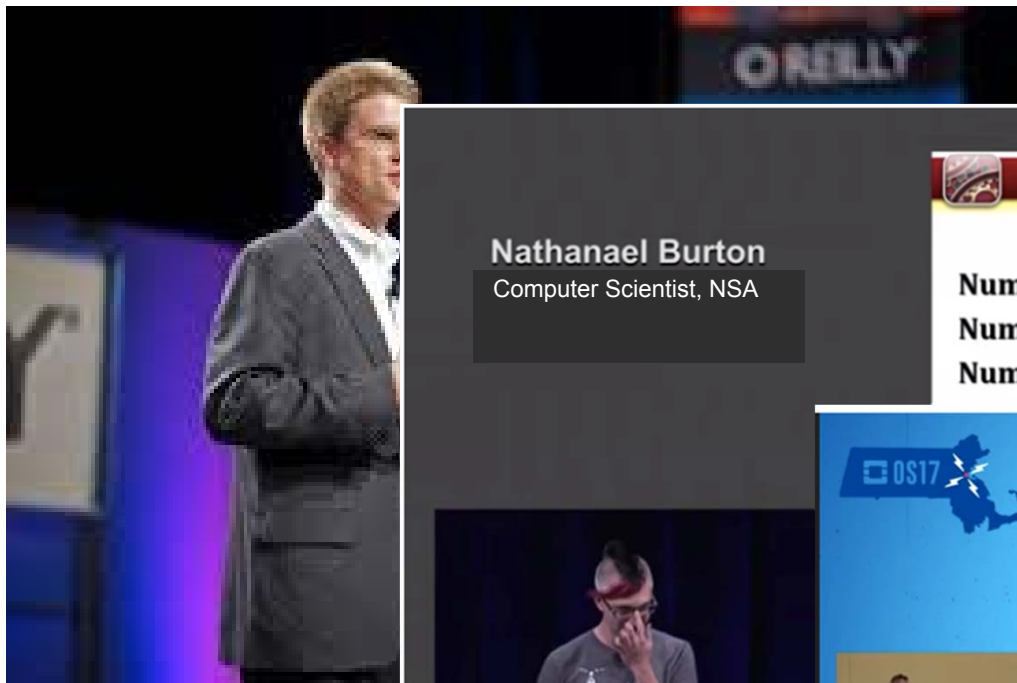 O'REILLY
Y
Nathanael Burton
Computer Scientist, NSA
Num
Num
Num
OS17